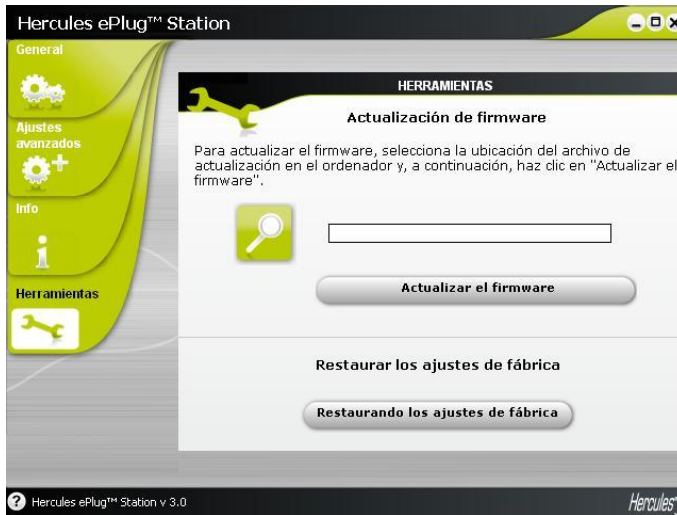 Hercules ePlug™ Station
General
Ajustes
avanzados
Info
Herramientas
HERRAMIENTAS
Actualización de firmware
Para actualizar el firmware, selecciona la ubicación del archivo de
actualización en el ordenador y, a continuación, haz clic en "Actualizar el
firmware".
Actualizar el firmware
Restaurar los ajustes de fábrica
Restaurando los ajustes de fábrica
? Hercules ePlug™ Station v 3.0
Hercules